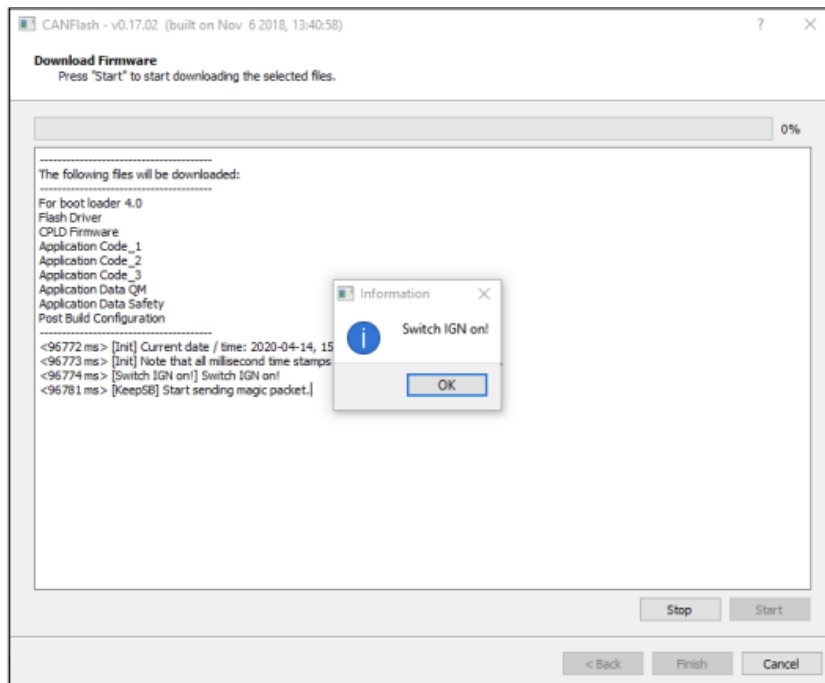 CANFlash - v0.17.02 (built on Nov 6 2018, 13:40:58)
Download Firmware
Press "Start" to start downloading the selected files.
0%
----------------------------------------
The following files will be downloaded:
----------------------------------------
For boot loader 4.0
Flash Driver
CPLD Firmware
Application Code_1
Application Code_2
Application Code_3
Application Data QM
Application Data Safety
Post Build Configuration
----------------------------------------
<96772 ms> [Init] Current date / time: 2020-04-14, 15
<96773 ms> [Init] Note that all millisecond time stamps
<96774 ms> [Switch IGN on!] Switch IGN on!
<96781 ms> [KeepSB] Start sending magic packet.
Information
Switch IGN on!
OK
Stop
Start
< Back
Finish
Cancel